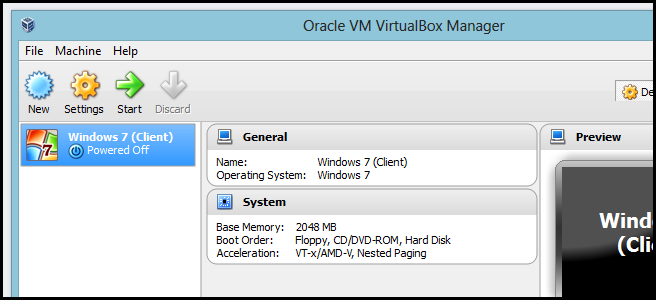 Oracle VM VirtualBox Manager
File Machine Help
New Settings Start Discard
De
Windows 7 (Client)
Powered Off
7
General
Name: Windows 7 (Client)
Operating System: Windows 7
System
Base Memory: 2048 MB
Boot Order: Floppy, CD/DVD-ROM, Hard Disk
Acceleration: VT-x/AMD-V, Nested Paging
Preview
Wind
(Cli